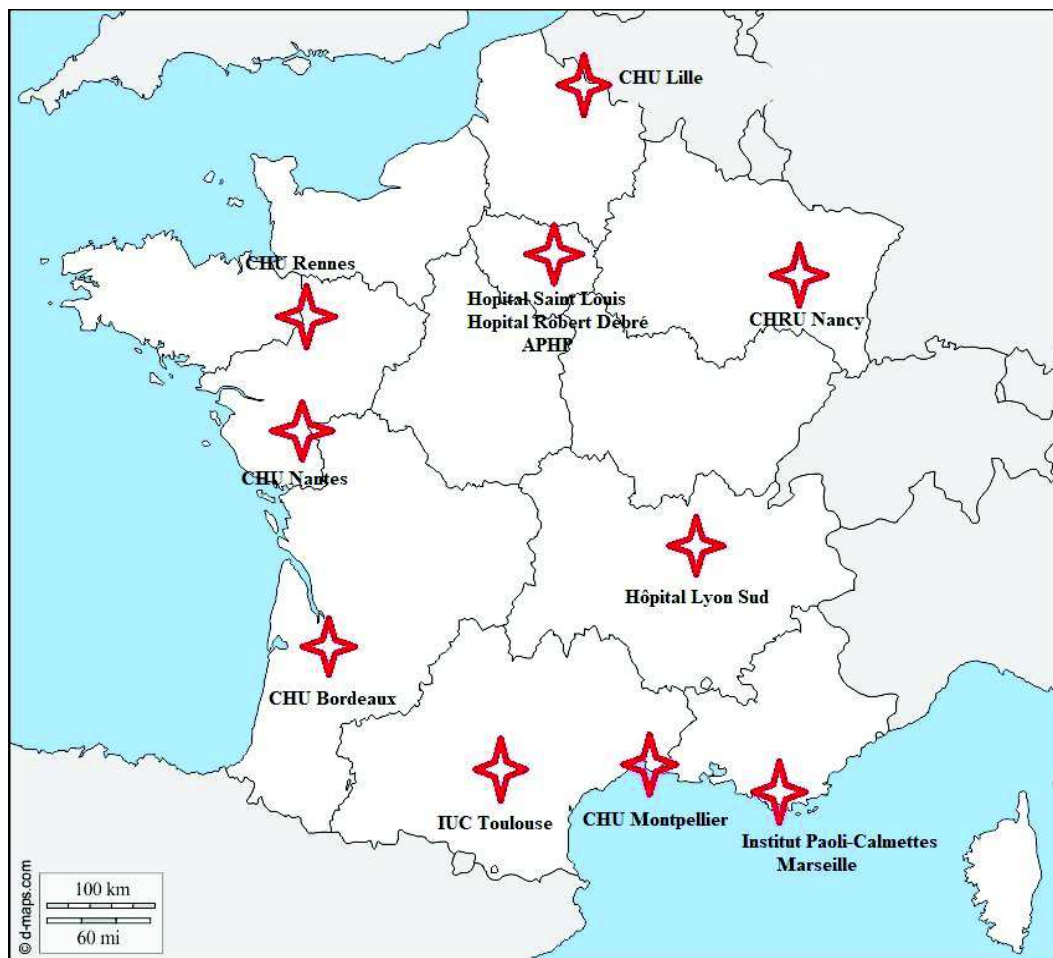 CHU Lille
CHU Rennes
Hopital Saint Louis
Hopital Robert Debré
APHP
CHRU Nancy
CHU Nantes
Hôpital Lyon Sud
CHU Bordeaux
IUC Toulouse
CHU Montpellier
Institut Paoli-Calmettes
Marseille
100 km
60 mi
© d-maps.com